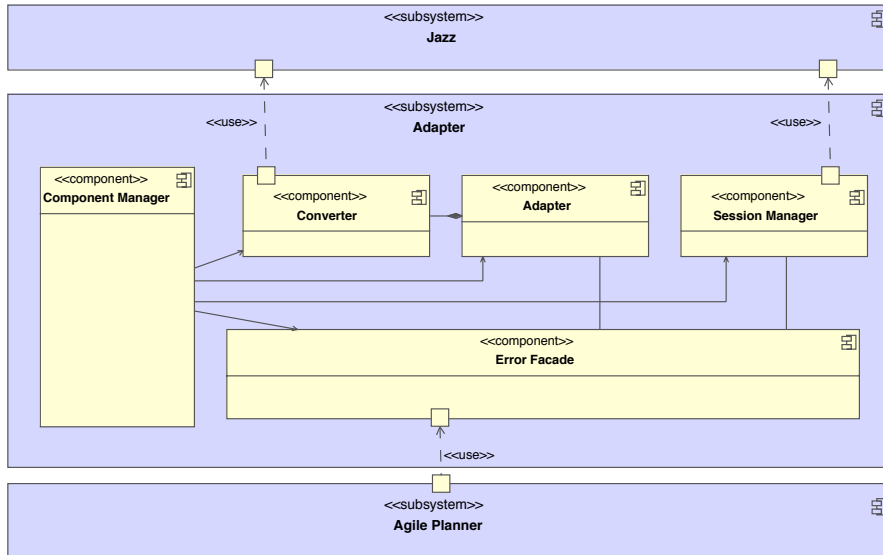 <<subsystem>>
Jazz
<<use>>
<<subsystem>>
Adapter
<<use>>
<<component>>
Component Manager
<<component>>
Converter
<<component>>
Adapter
<<component>>
Session Manager
<<component>>
Error Facade
<<use>>
<<subsystem>>
Agile Planner